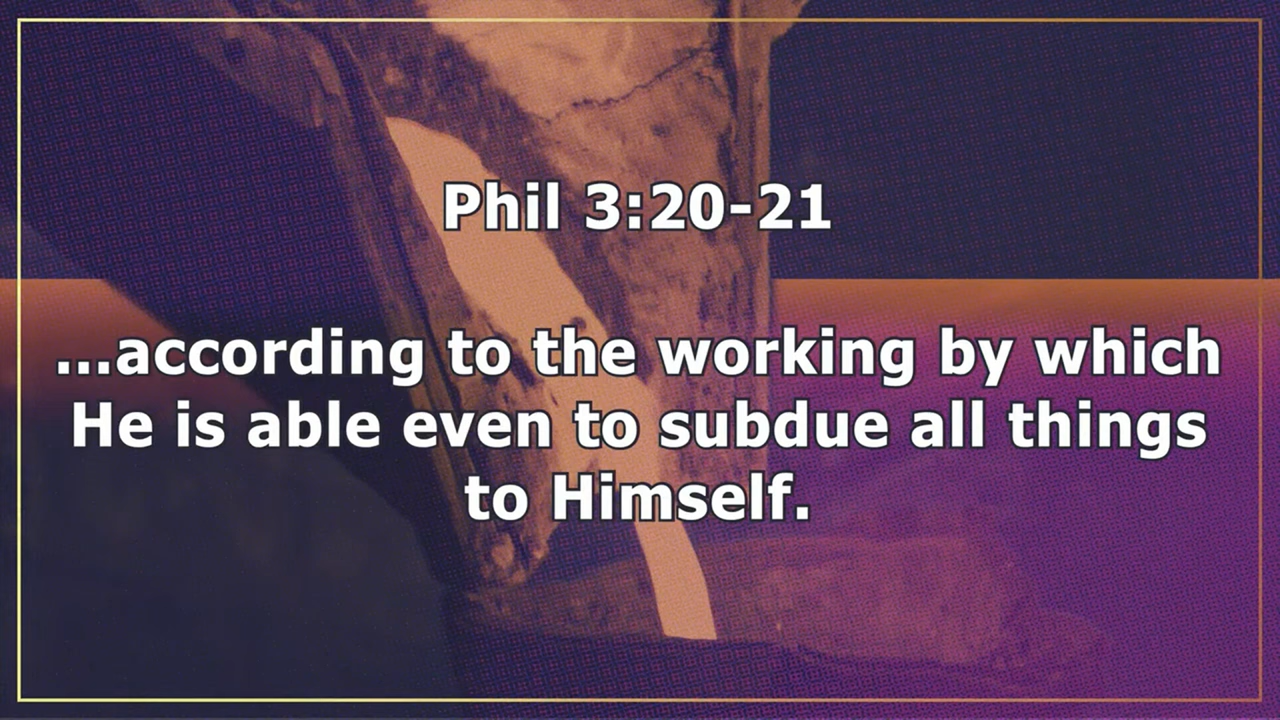 Phil 3:20-21
...according to the working by which
He is able even to subdue all things
to Himself.